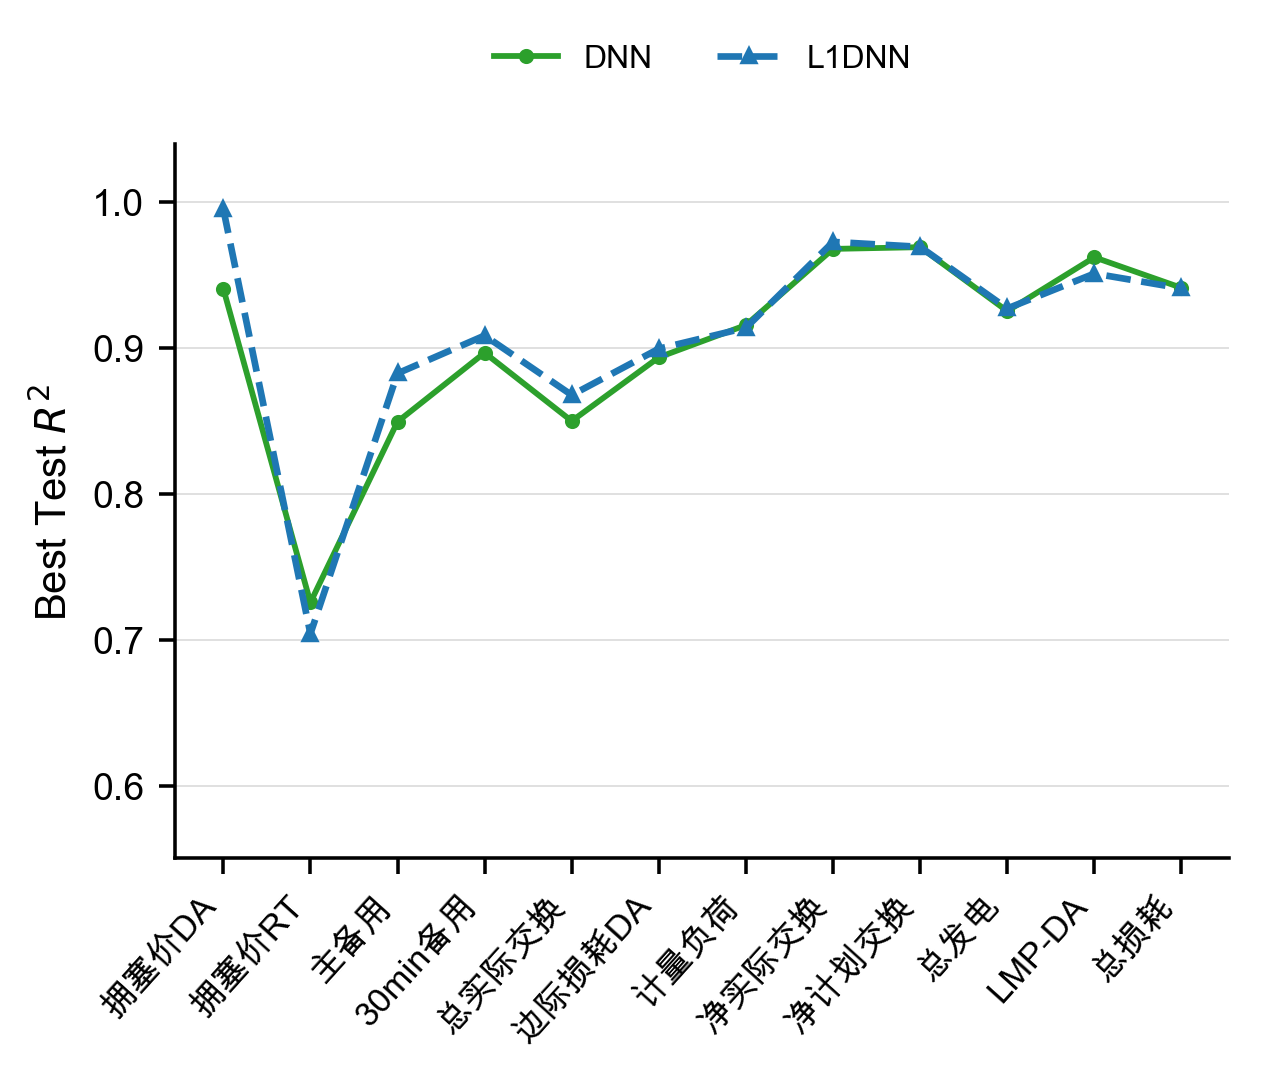 DNN
L1DNN
Best Test R²
1.0
0.9
0.8
0.7
0.6
拥塞价DA
拥塞价RT
主备用
30min备用
总实际交换
边际损耗DA
计量负荷
净实际交换
净计划交换
总发电
LMP-DA
总损耗